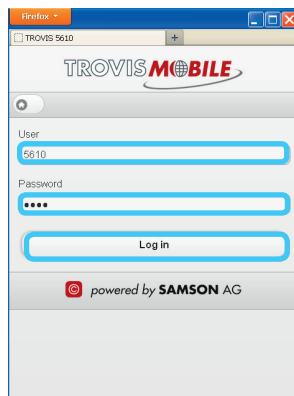 Firefox
TROVIS 5610
TROVIS MOBILE
User
5610
Password
••••
Log in
© powered by SAMSON AG